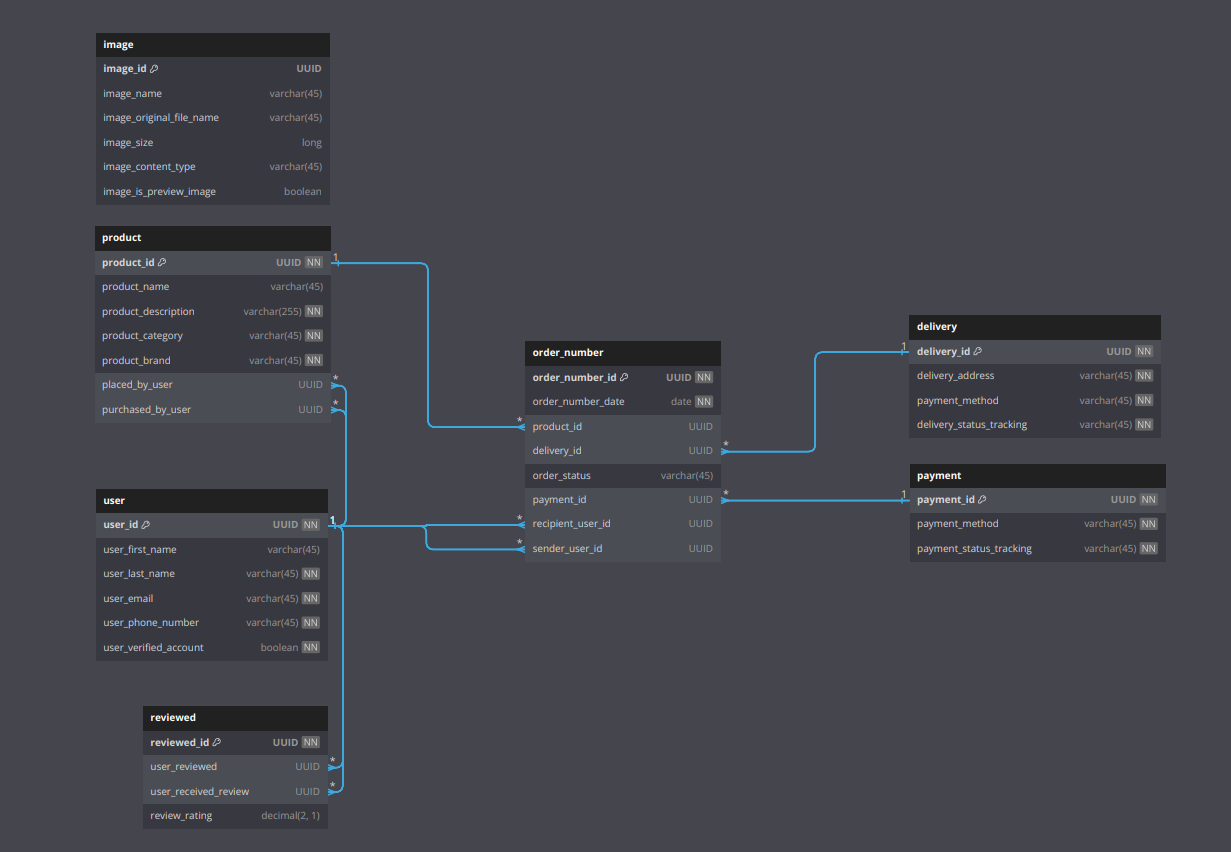 image
image_id UUID
image_name varchar(45)
image_original_file_name varchar(45)
image_size long
image_content_type varchar(45)
image_is_preview_image boolean
product
product_id UUID NN 1
product_name varchar(45)
product_description varchar(255) NN
product_category varchar(45) NN
product_brand varchar(45) NN
placed_by_user UUID *
purchased_by_user UUID *
user
user_id UUID NN 1
user_first_name varchar(45)
user_last_name varchar(45) NN
user_email varchar(45) NN
user_phone_number varchar(45) NN
user_verified_account boolean NN
reviewed
reviewed_id UUID NN
user_reviewed UUID *
user_received_review UUID *
review_rating decimal(2, 1)
order_number
order_number_id UUID NN
order_number_date date NN
* product_id UUID
delivery_id UUID *
order_status varchar(45)
payment_id UUID *
* recipient_user_id UUID
* sender_user_id UUID
delivery
1 delivery_id UUID NN
delivery_address varchar(45) NN
payment_method varchar(45) NN
delivery_status_tracking varchar(45) NN
payment
1 payment_id UUID NN
payment_method varchar(45) NN
payment_status_tracking varchar(45) NN